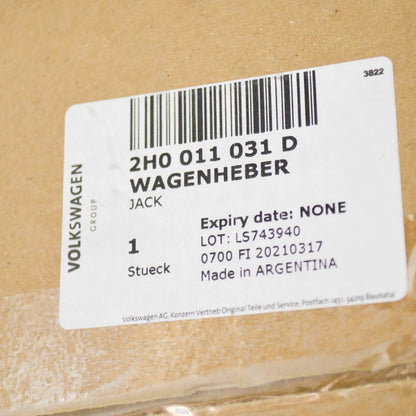 3822
VOLKSWAGEN
GROUP
2H0 011 031 D
WAGENHEBER
JACK
1
Stueck
Expiry date: NONE
LOT: LS743940
0700 FI 20210317
Made in ARGENTINA
Volkswagen AG, Konzern Vertrieb Original Teile und Service, Postfach 1451, 34219 Baunatal